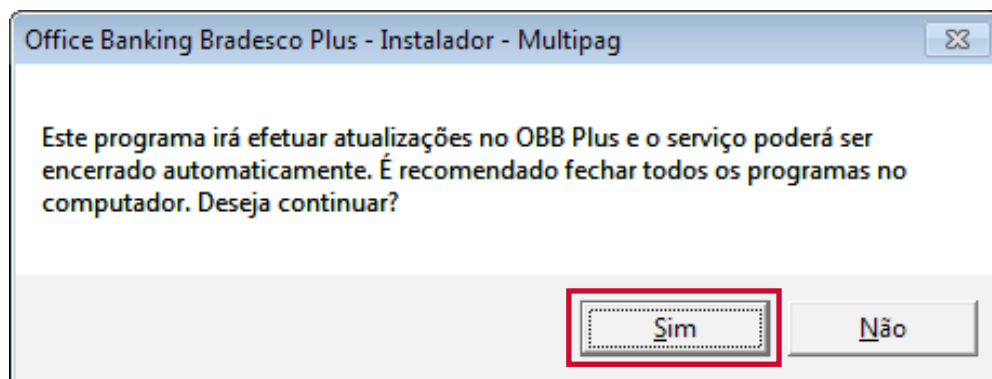 Office Banking Bradesco Plus - Instalador - Multipag
Este programa irá efetuar atualizações no OBB Plus e o serviço poderá ser
encerrado automaticamente. É recomendado fechar todos os programas no
computador. Deseja continuar?
Sim
Não